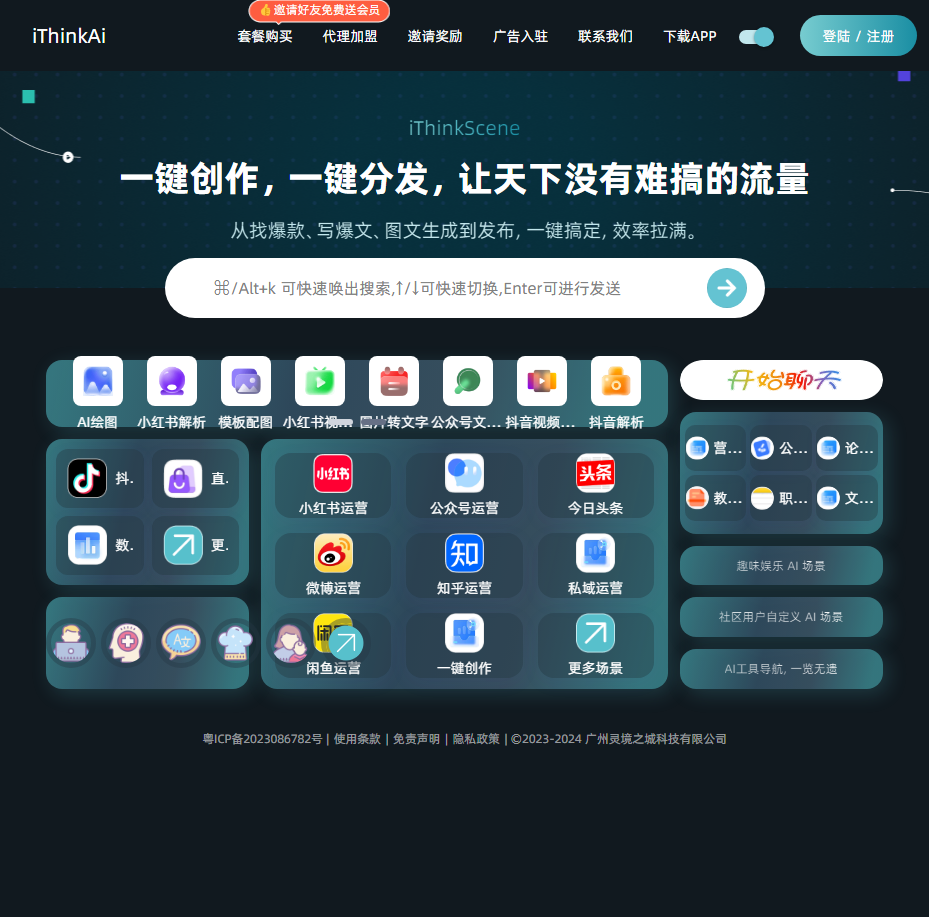 👍邀请好友免费送会员
iThinkAi
套餐购买
代理加盟
邀请奖励
广告入驻
联系我们
下载APP
登陆 / 注册
iThinkScene
一键创作，一键分发，让天下没有难搞的流量
从找爆款、写爆文、图文生成到发布，一键搞定，效率拉满。
⌘/Alt+k 可快速唤出搜索,↑/↓可快速切换,Enter可进行发送
AI绘图
小红书解析
模板配图
小红书视
图片转文字
公众号文...
抖音视频...
抖音解析
开始聊天
抖.
直.
数.
更.
小红书
小红书运营
公众号运营
头条
今日头条
微博运营
知
知乎运营
私域运营
闲
闲鱼运营
一键创作
更多场景
营...
公...
论...
教...
职...
文...
趣味娱乐 AI 场景
社区用户自定义 AI 场景
AI工具导航, 一览无遗
粤ICP备2023086782号 | 使用条款 | 免责声明 | 隐私政策 | ©2023-2024 广州灵境之城科技有限公司